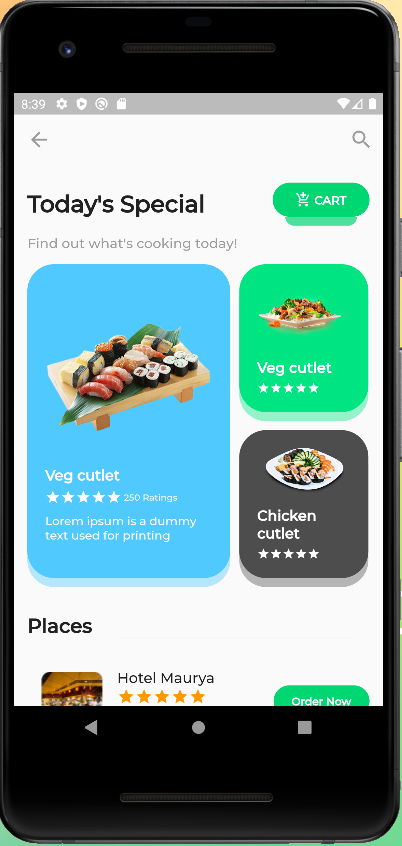 8:39
Today's Special
CART
Find out what's cooking today!
Veg cutlet
250 Ratings
Lorem ipsum is a dummy
text used for printing
Veg cutlet
Chicken
cutlet
Places
Hotel Maurya
Order Now